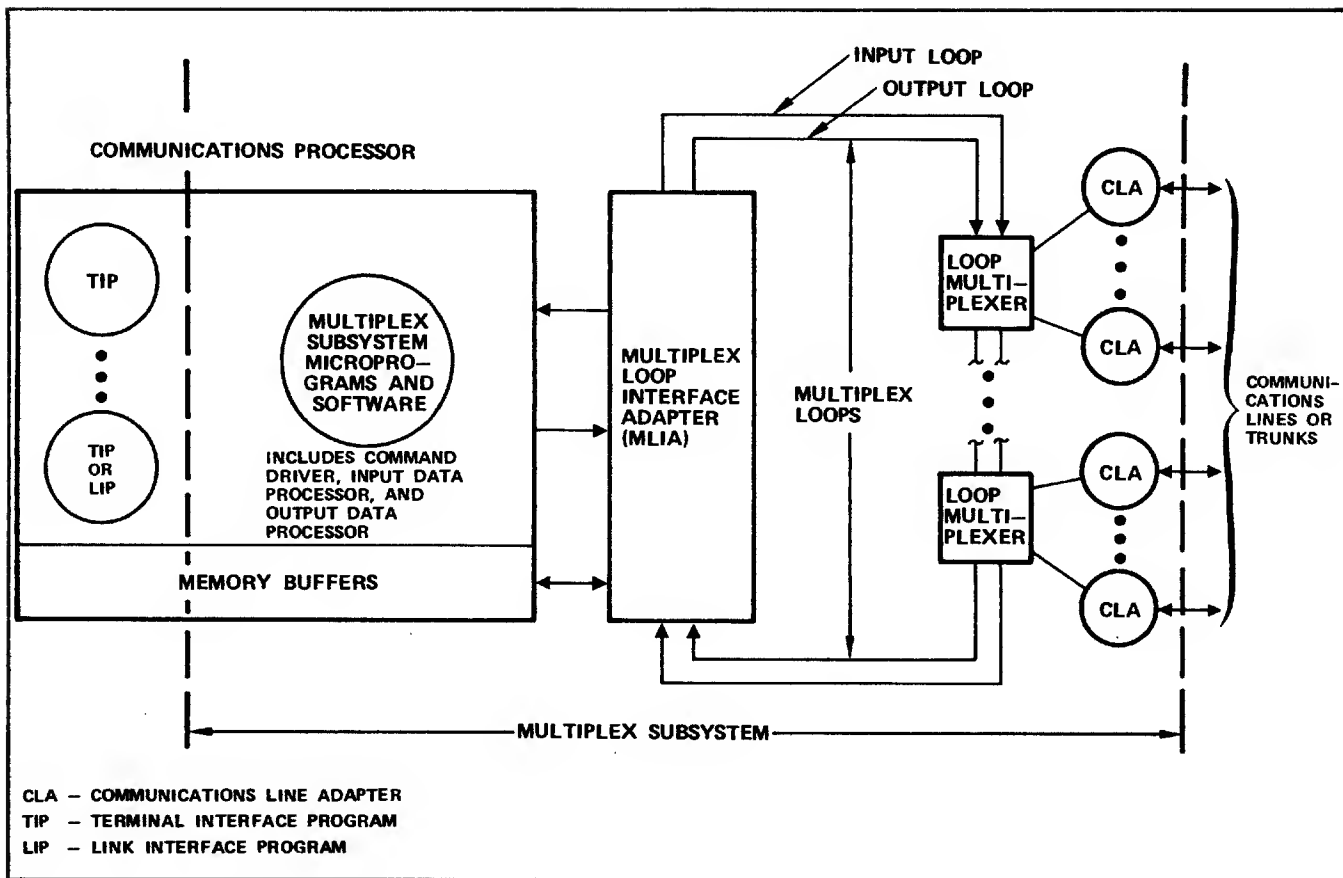 INPUT LOOP
OUTPUT LOOP
COMMUNICATIONS PROCESSOR
TIP
TIP
OR
LIP
MULTIPLEX
SUBSYSTEM
MICROPRO-
GRAMS AND
SOFTWARE
INCLUDES COMMAND
DRIVER, INPUT DATA
PROCESSOR, AND
OUTPUT DATA
PROCESSOR
MEMORY BUFFERS
MULTIPLEX
LOOP
INTERFACE
ADAPTER
(MLIA)
MULTIPLEX
LOOPS
LOOP
MULTI-
PLEXER
LOOP
MULTI-
PLEXER
CLA
CLA
CLA
CLA
COMMUNI-
CATIONS
LINES OR
TRUNKS
MULTIPLEX SUBSYSTEM
CLA – COMMUNICATIONS LINE ADAPTER
TIP – TERMINAL INTERFACE PROGRAM
LIP – LINK INTERFACE PROGRAM